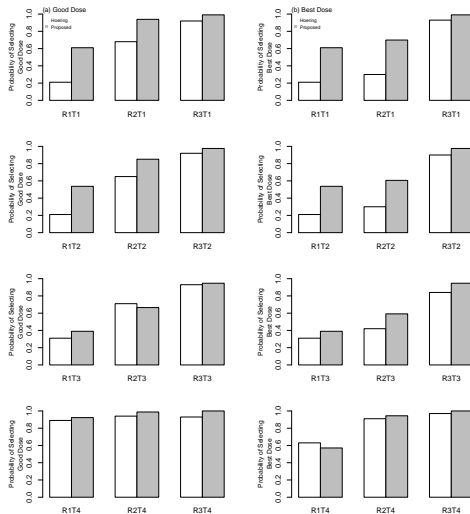 (a) Good Dose
Hoering
Proposed
Probability of Selecting
Good Dose
0.0 0.2 0.4 0.6 0.8 1.0
R1T1 R2T1 R3T1
(b) Best Dose
Hoering
Proposed
Probability of Selecting
Best Dose
0.0 0.2 0.4 0.6 0.8 1.0
R1T1 R2T1 R3T1
Probability of Selecting
Good Dose
0.0 0.2 0.4 0.6 0.8 1.0
R1T2 R2T2 R3T2
Probability of Selecting
Best Dose
0.0 0.2 0.4 0.6 0.8 1.0
R1T2 R2T2 R3T2
Probability of Selecting
Good Dose
0.0 0.2 0.4 0.6 0.8 1.0
R1T3 R2T3 R3T3
Probability of Selecting
Best Dose
0.0 0.2 0.4 0.6 0.8 1.0
R1T3 R2T3 R3T3
Probability of Selecting
Good Dose
0.0 0.2 0.4 0.6 0.8 1.0
R1T4 R2T4 R3T4
Probability of Selecting
Best Dose
0.0 0.2 0.4 0.6 0.8 1.0
R1T4 R2T4 R3T4